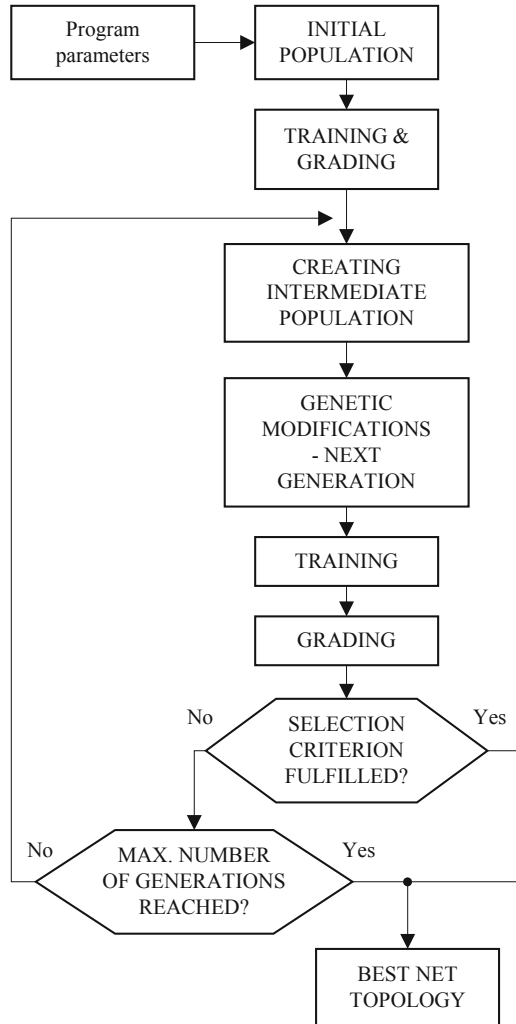 Program
parameters
INITIAL
POPULATION
TRAINING &
GRADING
CREATING
INTERMEDIATE
POPULATION
GENETIC
MODIFICATIONS
- NEXT
GENERATION
TRAINING
GRADING
No
SELECTION
CRITERION
FULFILLED?
Yes
No
MAX. NUMBER
OF GENERATIONS
REACHED?
Yes
BEST NET
TOPOLOGY